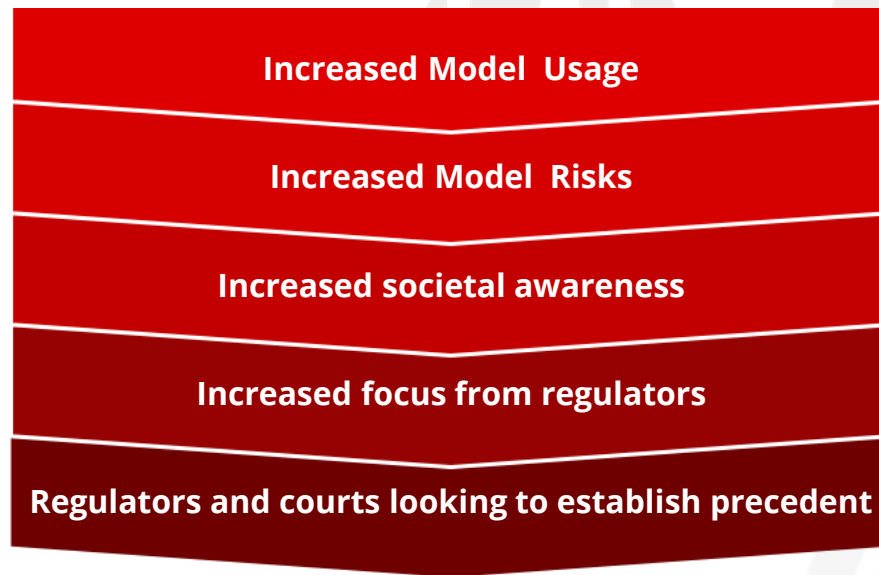 Increased Model Usage
Increased Model Risks
Increased societal awareness
Increased focus from regulators
Regulators and courts looking to establish precedent